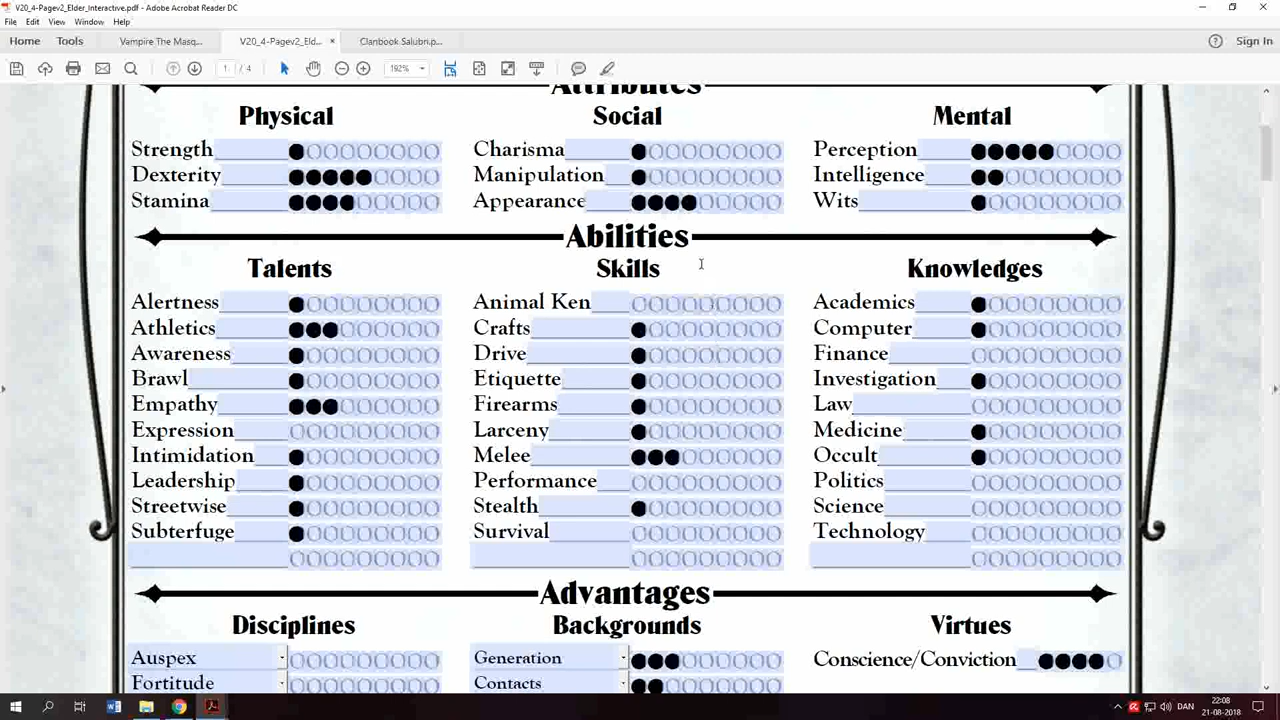 V20_4-Pagev2_Elder_Interactive.pdf - Adobe Acrobat Reader DC
File Edit View Window Help
Home Tools Vampire The Masq... V20_4-Pagev2_Eld... × Clanbook Salubri.p... ? Sign In
1 / 4 192%
Attributes
Physical Social Mental
Strength Charisma Perception
Dexterity Manipulation Intelligence
Stamina Appearance Wits
Abilities
Talents Skills Knowledges
Alertness Animal Ken Academics
Athletics Crafts Computer
Awareness Drive Finance
Brawl Etiquette Investigation
Empathy Firearms Law
Expression Larceny Medicine
Intimidation Melee Occult
Leadership Performance Politics
Streetwise Stealth Science
Subterfuge Survival Technology
Advantages
Disciplines Backgrounds Virtues
Auspex Generation Conscience/Conviction
Fortitude Contacts
DAN 22:08
21-08-2018